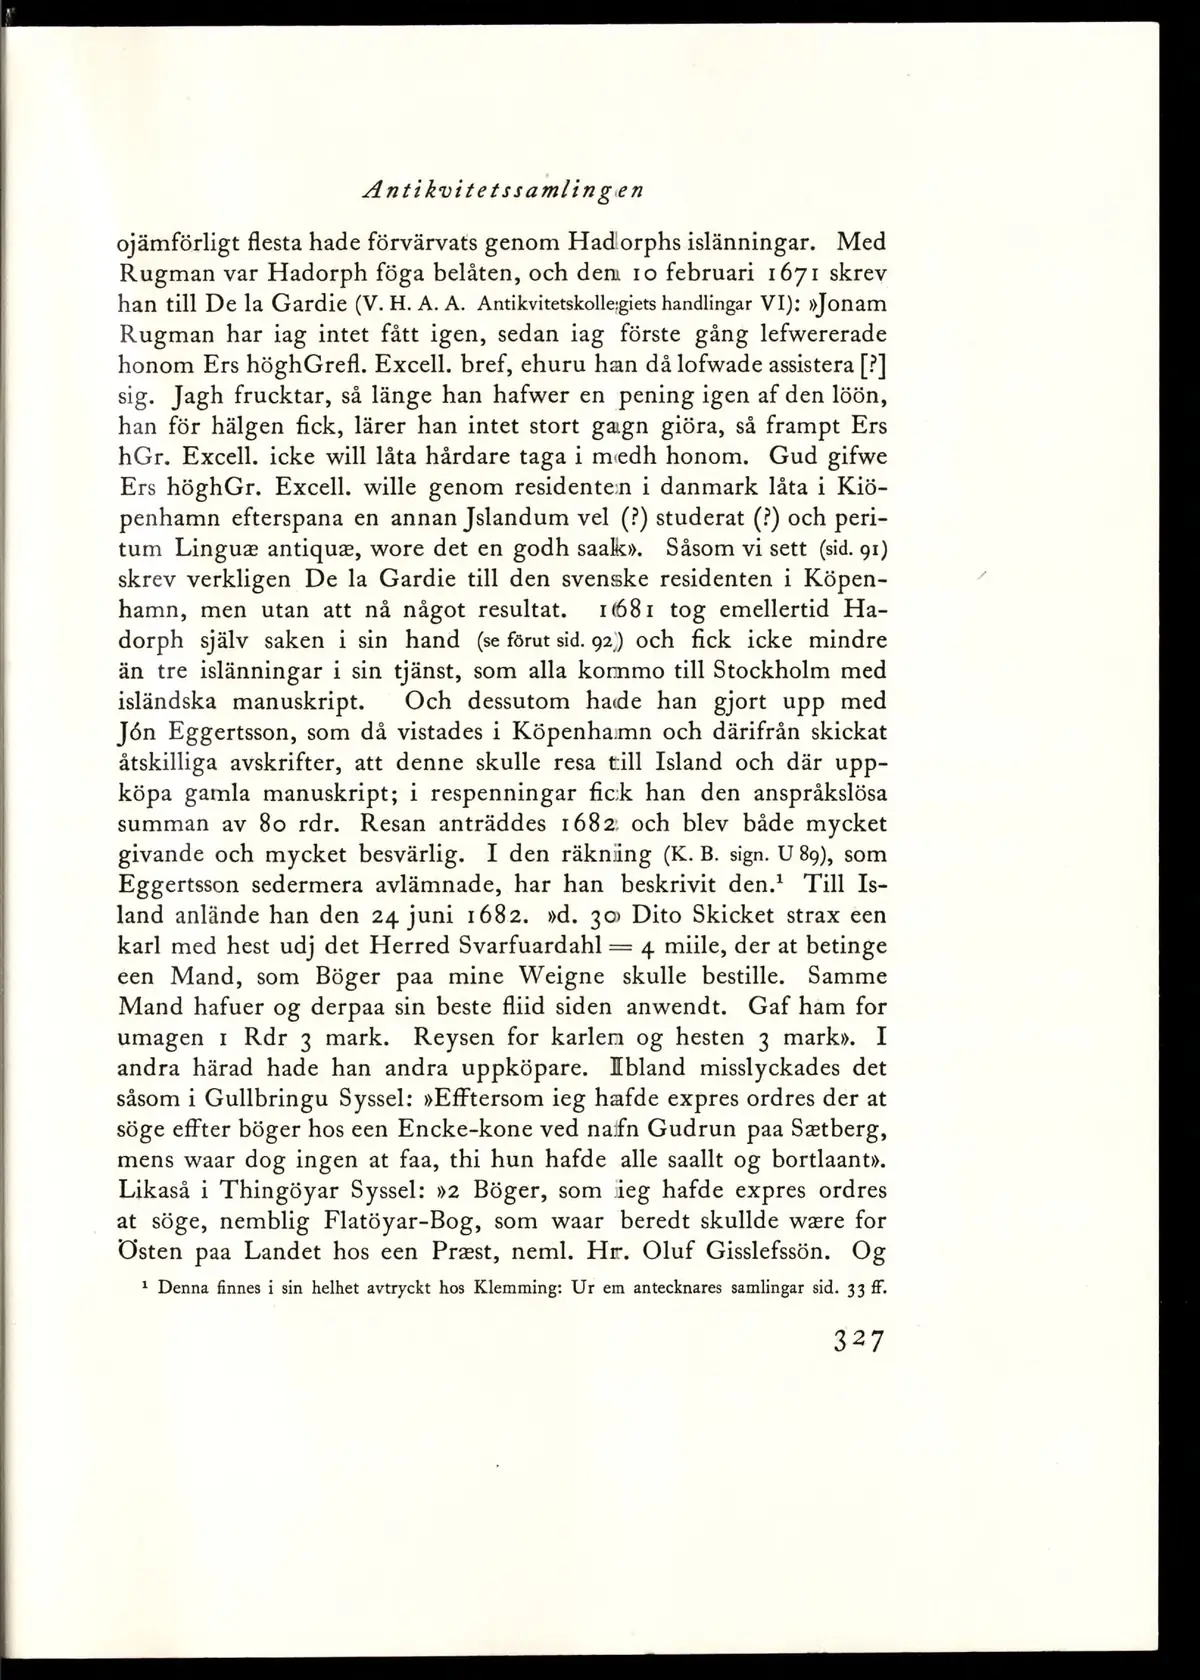 Antikvitetssamlingen
ojämförligt flesta hade förvärvats genom Hadorphs islänningar. Med
Rugman var Hadorph föga belåten, och den 10 februari 1671 skrev
han till De la Gardie (V. H. A. A. Antikvitetskollegiets handlingar VI): »Jonam
Rugman har iag intet fått igen, sedan iag förste gång lefwererade
honom Ers höghGrefl. Excell. bref, ehuru han då lofwade assistera [?]
sig. Jagh frucktar, så länge han hafwer en pening igen af den löön,
han för hälgen fick, lärer han intet stort gagn giöra, så frampt Ers
hGr. Excell. icke will låta hårdare taga i medh honom. Gud gifwe
Ers höghGr. Excell. wille genom residenten i danmark låta i Kiö-
penhamn efterspana en annan Jslandum vel (?) studerat (?) och peri-
tum Linguæ antiquæ, wore det en godh saak». Såsom vi sett (sid. 91)
skrev verkligen De la Gardie till den svenske residenten i Köpen-
hamn, men utan att nå något resultat. 1681 tog emellertid Ha-
dorph själv saken i sin hand (se förut sid. 92) och fick icke mindre
än tre islänningar i sin tjänst, som alla kommo till Stockholm med
isländska manuskript. Och dessutom hade han gjort upp med
Jón Eggertsson, som då vistades i Köpenhamn och därifrån skickat
åtskilliga avskrifter, att denne skulle resa till Island och där upp-
köpa gamla manuskript; i respenningar fick han den anspråkslösa
summan av 80 rdr. Resan anträddes 1682 och blev både mycket
givande och mycket besvärlig. I den räkning (K. B. sign. U 89), som
Eggertsson sedermera avlämnade, har han beskrivit den.¹ Till Is-
land anlände han den 24 juni 1682. »d. 30 Dito Skicket strax een
karl med hest udj det Herred Svarfuardahl = 4 miile, der at betinge
een Mand, som Böger paa mine Weigne skulle bestille. Samme
Mand hafuer og derpaa sin beste fliid siden anwendt. Gaf ham for
umagen 1 Rdr 3 mark. Reysen for karlen og hesten 3 mark». I
andra härad hade han andra uppköpare. Ibland misslyckades det
såsom i Gullbringu Syssel: »Efftersom ieg hafde expres ordres der at
söge effter böger hos een Encke-kone ved nafn Gudrun paa Sætberg,
mens waar dog ingen at faa, thi hun hafde alle saallt og bortlaant».
Likaså i Thingöyar Syssel: »2 Böger, som ieg hafde expres ordres
at söge, nemblig Flatöyar-Bog, som waar beredt skullde wære for
Östen paa Landet hos een Præst, neml. Hr. Oluf Gisslefssön. Og
¹ Denna finnes i sin helhet avtryckt hos Klemming: Ur en antecknares samlingar sid. 33 ff.
327